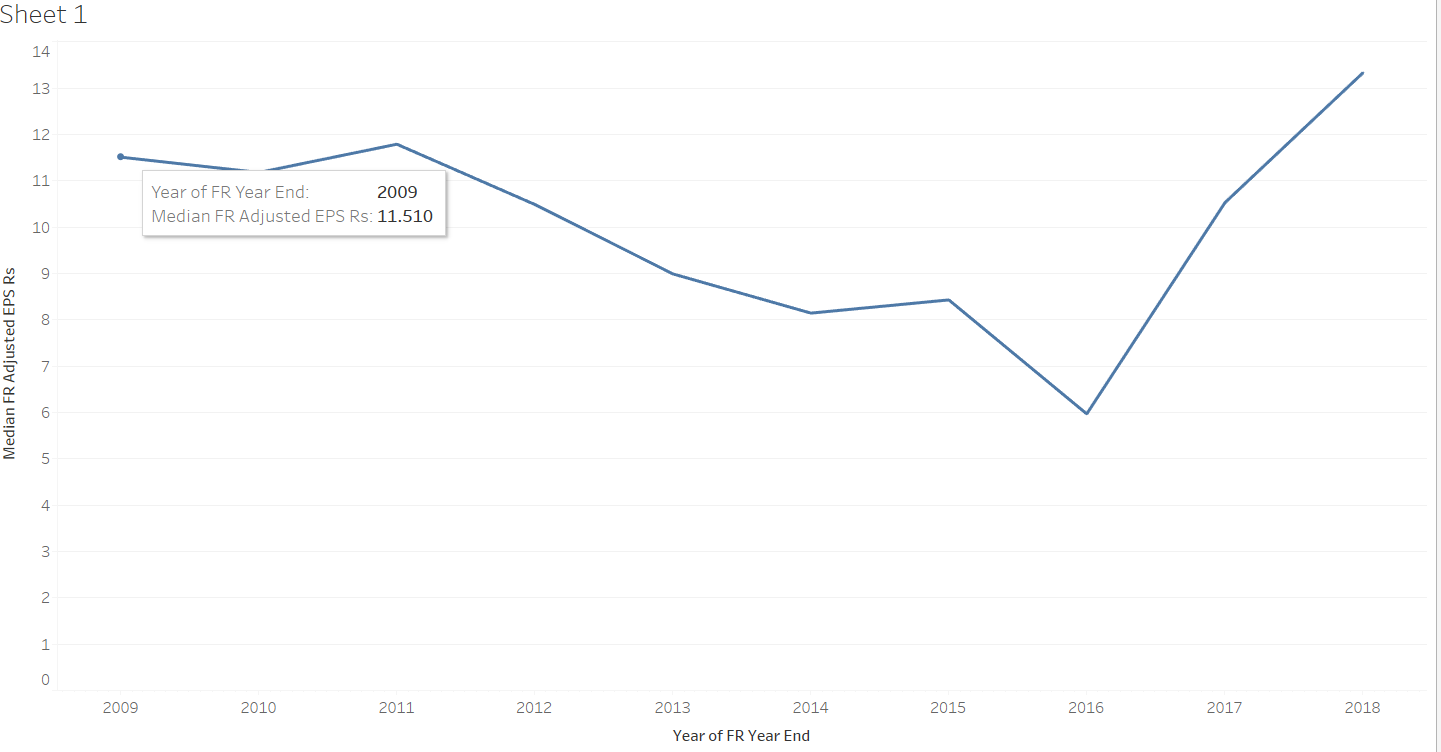 Sheet 1
14
13
12
11
10
9
8
7
6
5
4
3
2
1
0
Median FR Adjusted EPS Rs
Year of FR Year End: 2009
Median FR Adjusted EPS Rs: 11.510
2009 2010 2011 2012 2013 2014 2015 2016 2017 2018
Year of FR Year End